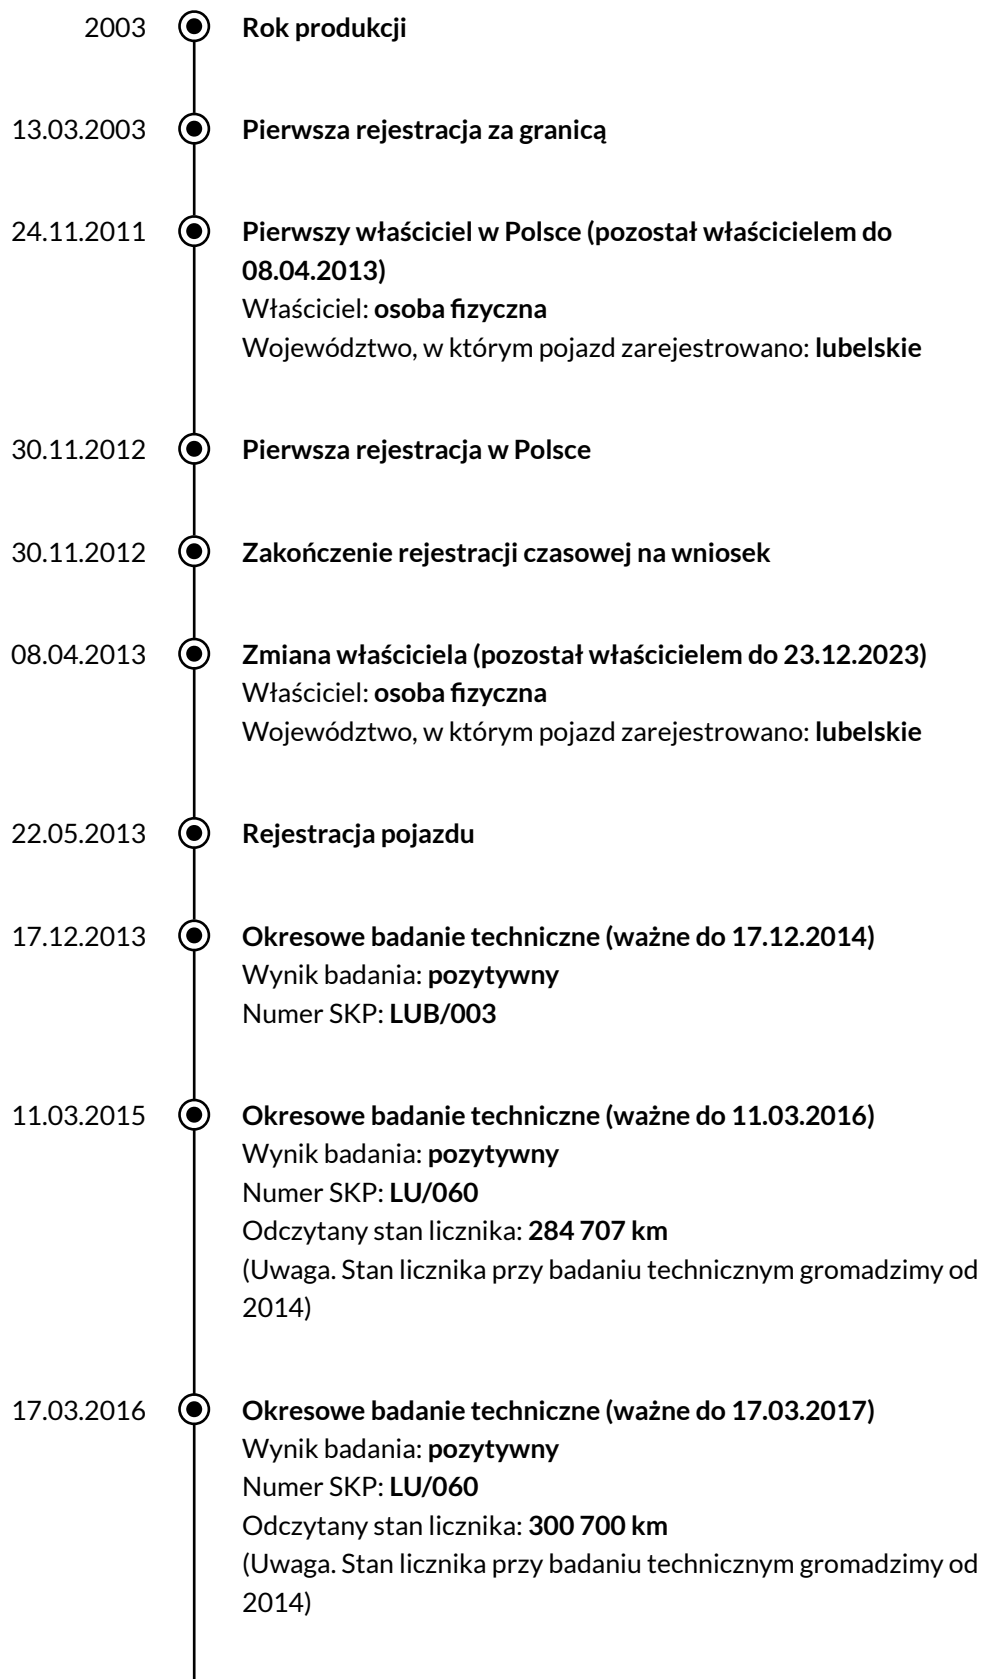 2003 Rok produkcji
13.03.2003 Pierwsza rejestracja za granicą
24.11.2011 Pierwszy właściciel w Polsce (pozostał właścicielem do
08.04.2013)
Właściciel: osoba fizyczna
Województwo, w którym pojazd zarejestrowano: lubelskie
30.11.2012 Pierwsza rejestracja w Polsce
30.11.2012 Zakończenie rejestracji czasowej na wniosek
08.04.2013 Zmiana właściciela (pozostał właścicielem do 23.12.2023)
Właściciel: osoba fizyczna
Województwo, w którym pojazd zarejestrowano: lubelskie
22.05.2013 Rejestracja pojazdu
17.12.2013 Okresowe badanie techniczne (ważne do 17.12.2014)
Wynik badania: pozytywny
Numer SKP: LUB/003
11.03.2015 Okresowe badanie techniczne (ważne do 11.03.2016)
Wynik badania: pozytywny
Numer SKP: LU/060
Odczytany stan licznika: 284 707 km
(Uwaga. Stan licznika przy badaniu technicznym gromadzimy od
2014)
17.03.2016 Okresowe badanie techniczne (ważne do 17.03.2017)
Wynik badania: pozytywny
Numer SKP: LU/060
Odczytany stan licznika: 300 700 km
(Uwaga. Stan licznika przy badaniu technicznym gromadzimy od
2014)